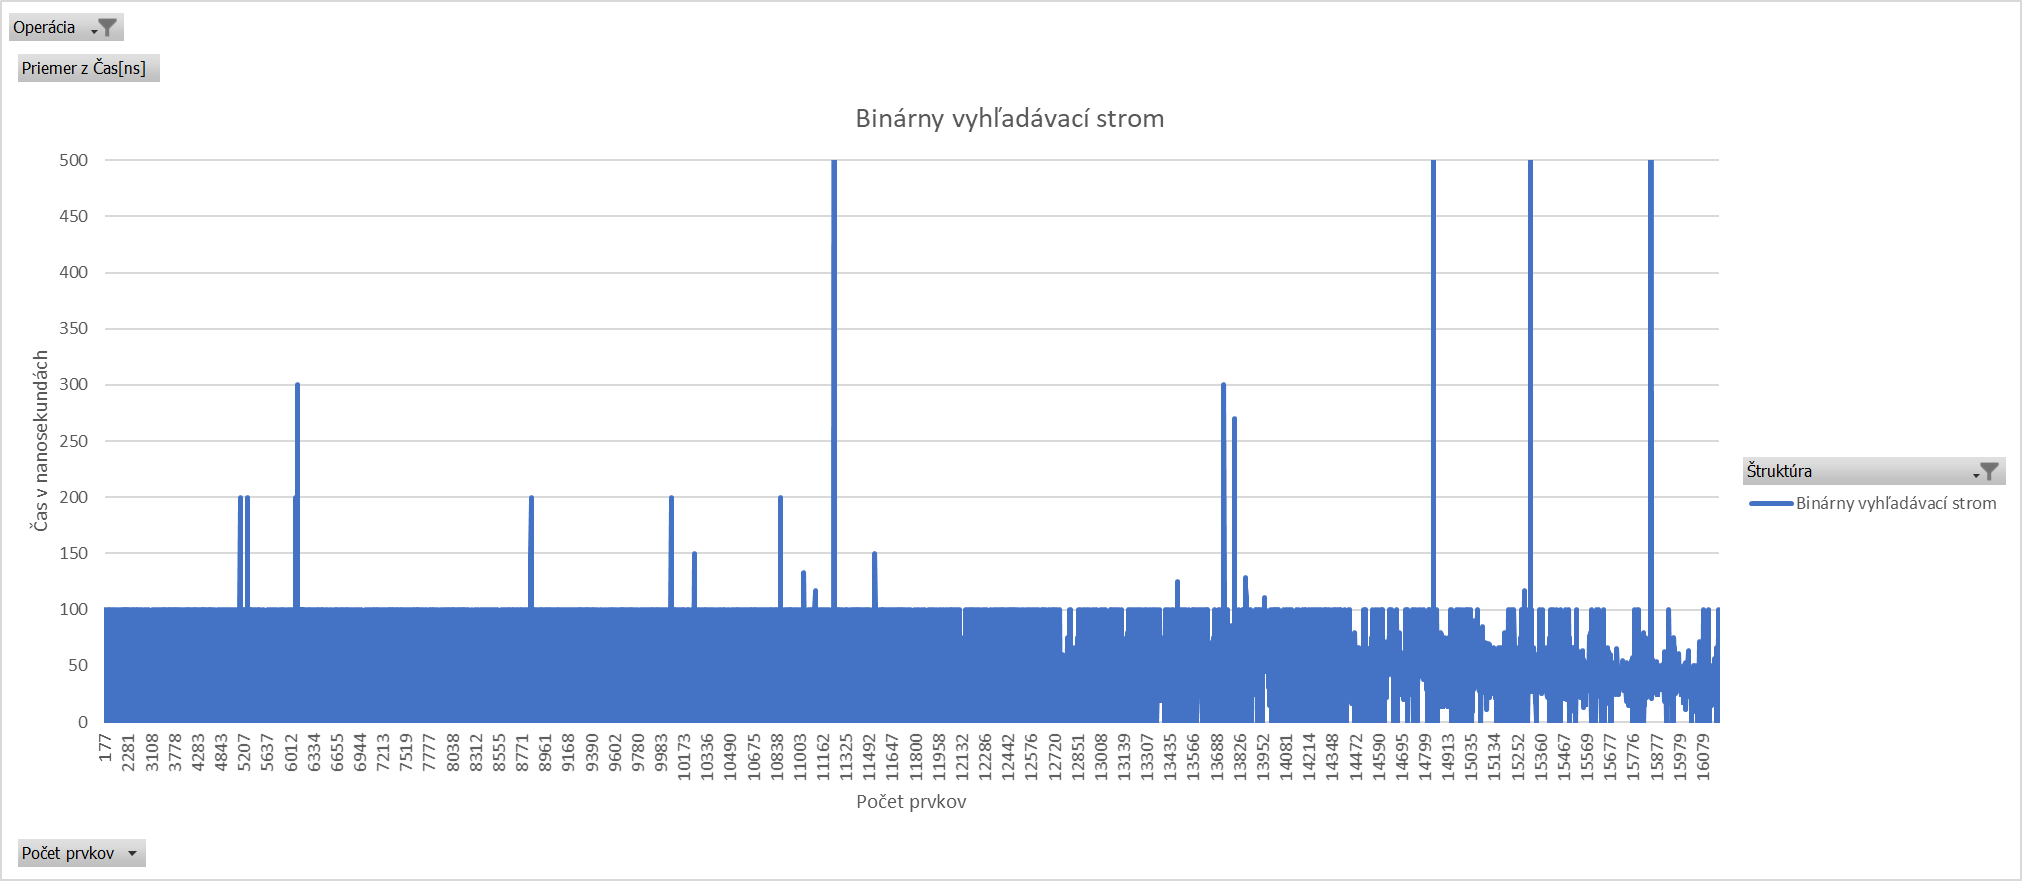 Operácia
Priemer z Čas[ns]
Binárny vyhľadávací strom
500
450
400
350
300
250
200
150
100
50
0
Čas v nanosekundách
177 2281 3108 3778 4283 4843 5207 5637 6012 6334 6655 6944 7213 7519 7777 8038 8312 8555 8771 8961 9168 9390 9602 9780 9983 10173 10336 10490 10675 10838 11003 11162 11325 11492 11647 11800 11958 12132 12286 12442 12576 12720 12851 13008 13139 13307 13435 13566 13688 13826 13952 14081 14214 14348 14472 14590 14695 14799 14913 15035 15134 15252 15360 15467 15569 15677 15776 15877 15979 16079
Počet prvkov
Štruktúra
Binárny vyhľadávací strom
Počet prvkov